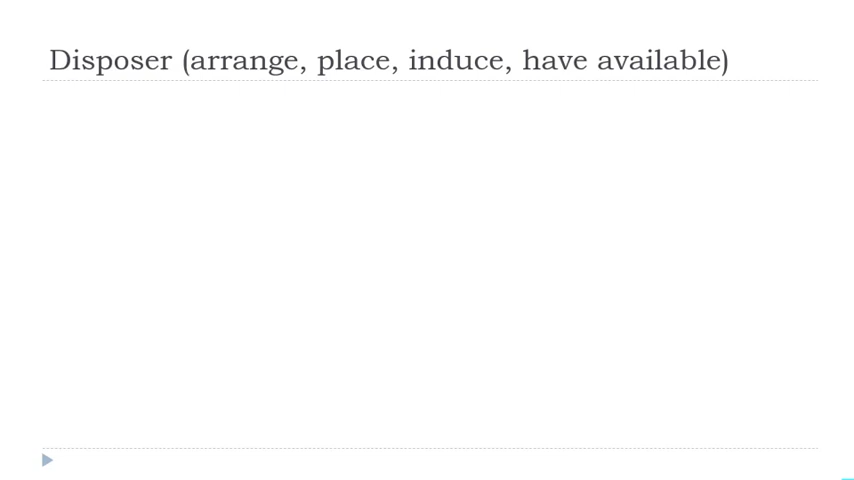 Disposer (arrange, place, induce, have available)